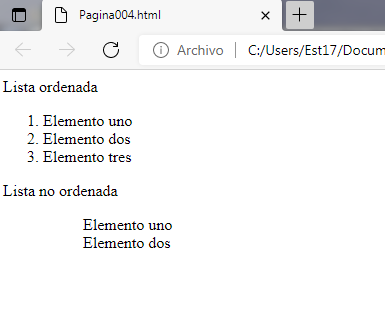 Pagina004.html
Archivo | C:/Users/Est17/Docum
Lista ordenada
1. Elemento uno
2. Elemento dos
3. Elemento tres
Lista no ordenada
Elemento uno
Elemento dos